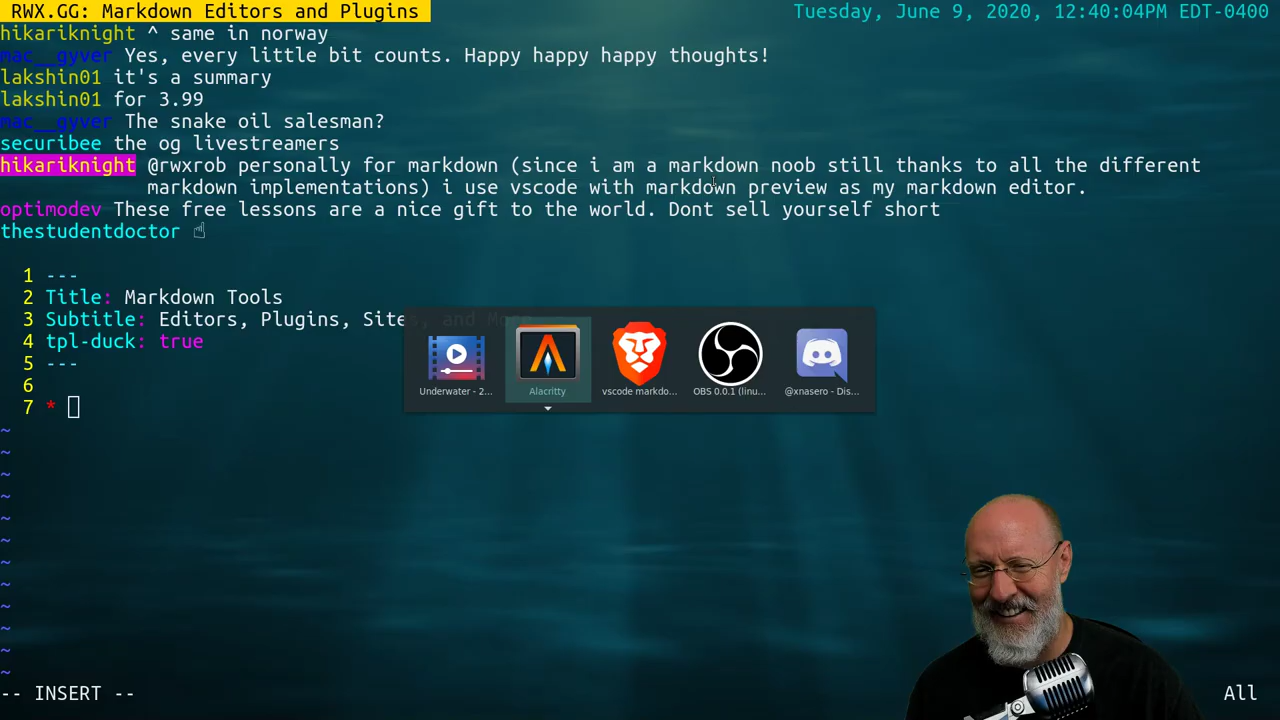 RWX.GG: Markdown Editors and Plugins
Tuesday, June 9, 2020, 12:40:04PM EDT-0400
hikariknight ^ same in norway
mac__gyver Yes, every little bit counts. Happy happy happy thoughts!
lakshin01 it's a summary
lakshin01 for 3.99
mac__gyver The snake oil salesman?
securibee the og livestreamers
hikariknight @rwxrob personally for markdown (since i am a markdown noob still thanks to all the different
markdown implementations) i use vscode with markdown preview as my markdown editor.
optimodev These free lessons are a nice gift to the world. Dont sell yourself short
thestudentdoctor ☝
1 ---
2 Title: Markdown Tools
3 Subtitle: Editors, Plugins, Sites, and More
4 tpl-duck: true
5 ---
6
7 *
Underwater - 2...
Alacritty
vscode markdo...
OBS 0.0.1 (linu...
@xnasero - Dis...
~
~
~
~
~
~
~
~
~
~
~
~
-- INSERT --
All